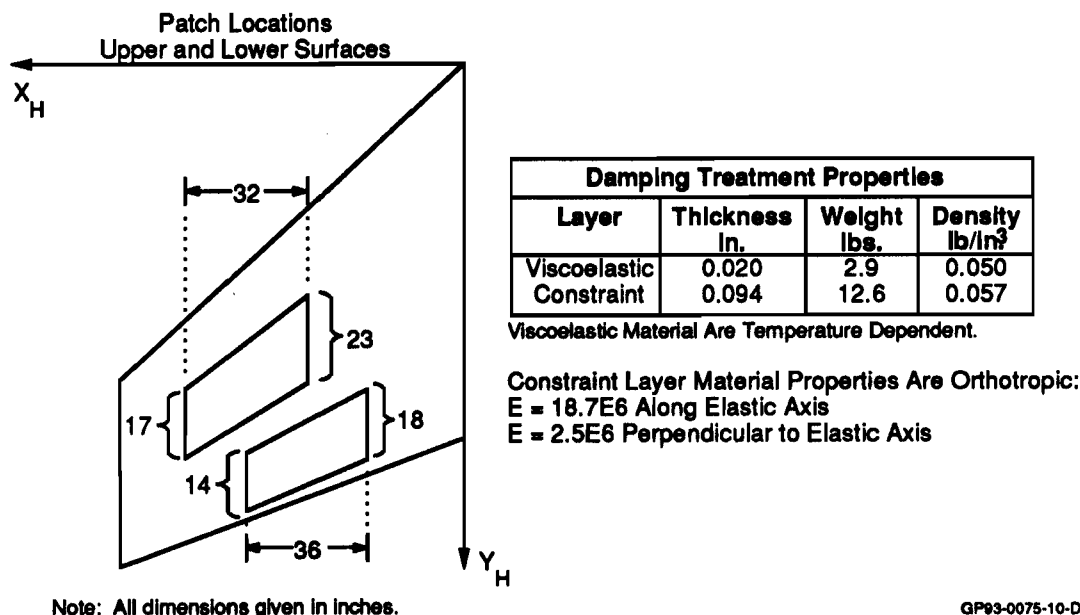 Patch Locations
Upper and Lower Surfaces
X H
32
23
17
18
14
36
Y H
Note: All dimensions given in inches.
Damping Treatment Properties
Layer Thickness Weight Density
In. lbs. lb/in³
Viscoelastic 0.020 2.9 0.050
Constraint 0.094 12.6 0.057
Viscoelastic Material Are Temperature Dependent.
Constraint Layer Material Properties Are Orthotropic:
E = 18.7E6 Along Elastic Axis
E = 2.5E6 Perpendicular to Elastic Axis
GP93-0075-10-D